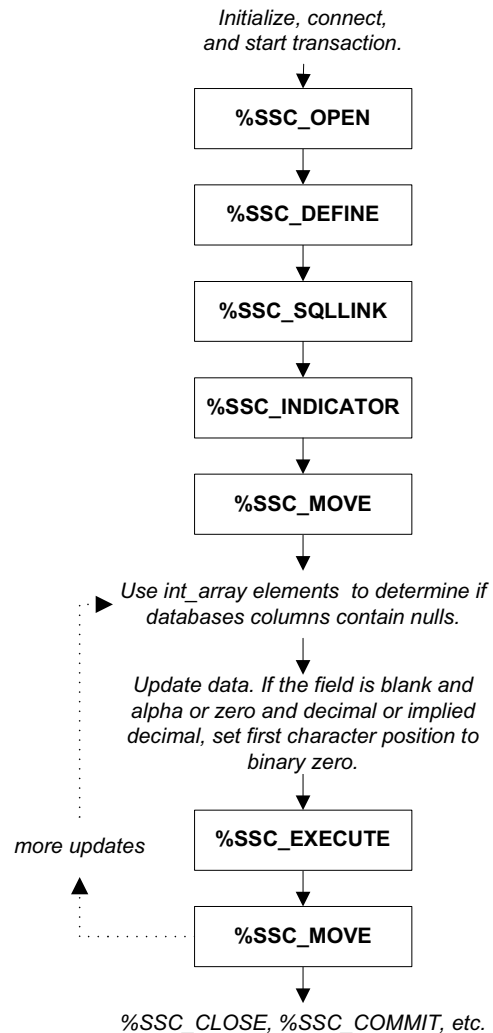 Initialize, connect,
and start transaction.
%SSC_OPEN
%SSC_DEFINE
%SSC_SQLLINK
%SSC_INDICATOR
%SSC_MOVE
Use int_array elements to determine if
databases columns contain nulls.
Update data. If the field is blank and
alpha or zero and decimal or implied
decimal, set first character position to
binary zero.
%SSC_EXECUTE
more updates
%SSC_MOVE
%SSC_CLOSE, %SSC_COMMIT, etc.